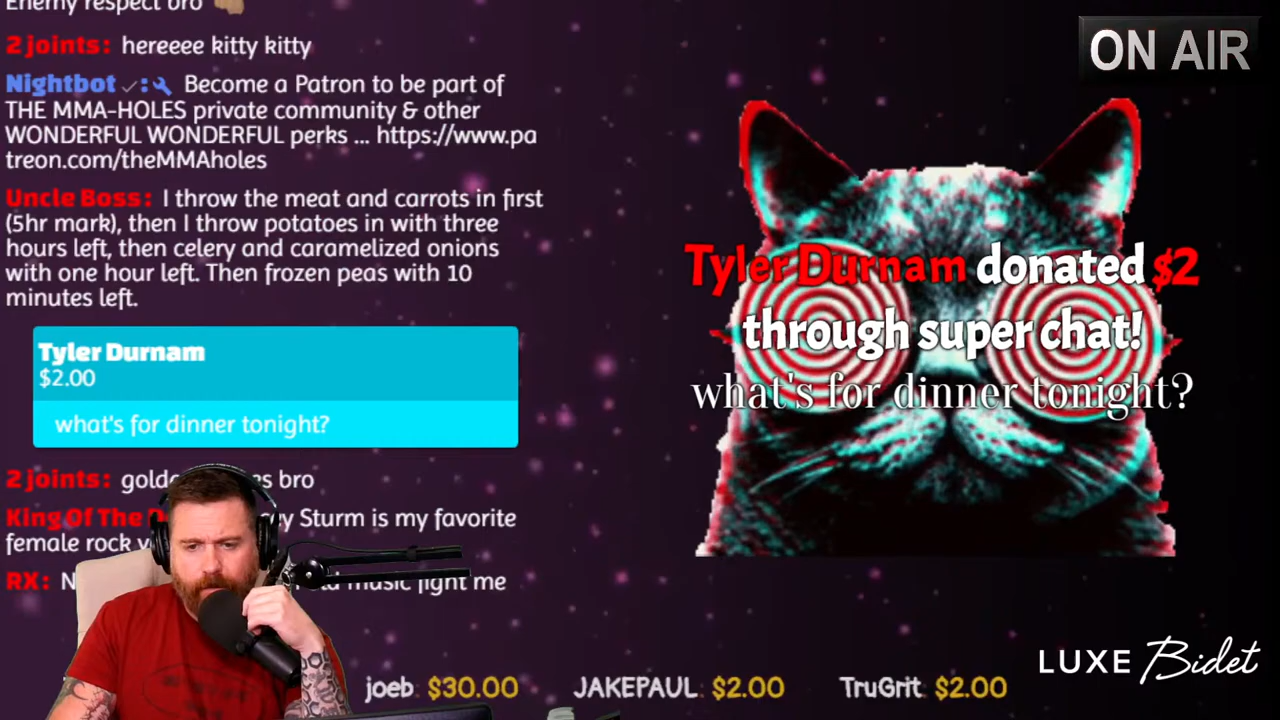 Enemy respect bro
2 joints: hereeee kitty kitty
Nightbot : Become a Patron to be part of
THE MMA-HOLES private community & other
WONDERFUL WONDERFUL perks ... https://www.pa
treon.com/theMMAholes
Uncle Boss: I throw the meat and carrots in first
(5hr mark), then I throw potatoes in with three
hours left, then celery and caramelized onions
with one hour left. Then frozen peas with 10
minutes left.
Tyler Durnam
$2.00
what's for dinner tonight?
2 joints: bro
King Of The Sturm is my favorite
female rock
RX: music fight me
ON AIR
Tyler Durnam donated $2
through super chat!
what's for dinner tonight?
LUXE Bidet
joeb $30.00 JAKEPAUL $2.00 TruGrit $2.00